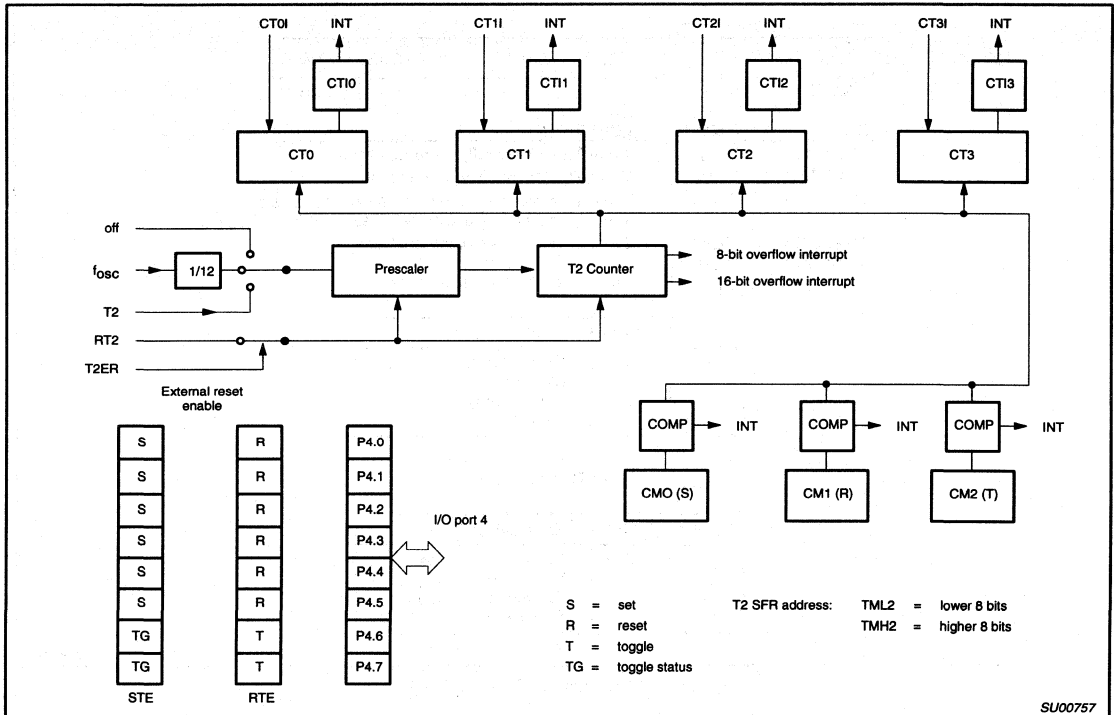 CT0I INT CT1I INT CT2I INT CT3I INT
CTI0 CTI1 CTI2 CTI3
CT0 CT1 CT2 CT3
off
fosc
1/12
Prescaler
T2 Counter
8-bit overflow interrupt
16-bit overflow interrupt
T2
RT2
T2ER
External reset
enable
COMP INT COMP INT COMP INT
CMO (S) CM1 (R) CM2 (T)
S R P4.0
S R P4.1
S R P4.2
S R P4.3
S R P4.4
S R P4.5
TG T P4.6
TG T P4.7
STE RTE
I/O port 4
S = set
R = reset
T = toggle
TG = toggle status
T2 SFR address: TML2 = lower 8 bits
TMH2 = higher 8 bits
SU00757